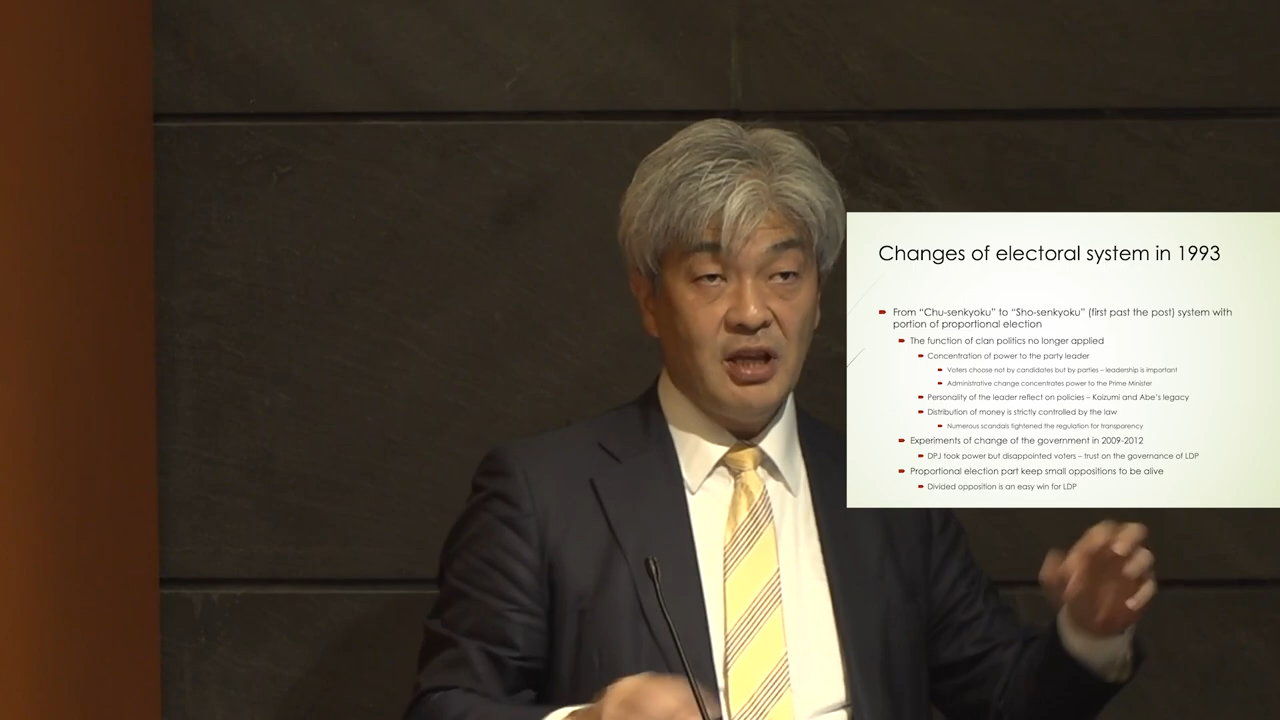 Changes of electoral system in 1993
From “Chu-senkyoku” to “Sho-senkyoku” (first past the post) system with
portion of proportional election
The function of clan politics no longer applied
Concentration of power to the party leader
Voters choose not by candidates but by parties – leadership is important
Administrative change concentrates power to the Prime Minister
Personality of the leader reflect on policies – Koizumi and Abe’s legacy
Distribution of money is strictly controlled by the law
Numerous scandals tightened the regulation for transparency
Experiments of change of the government in 2009-2012
DPJ took power but disappointed voters – trust on the governance of LDP
Proportional election part keep small oppositions to be alive
Divided opposition is an easy win for LDP